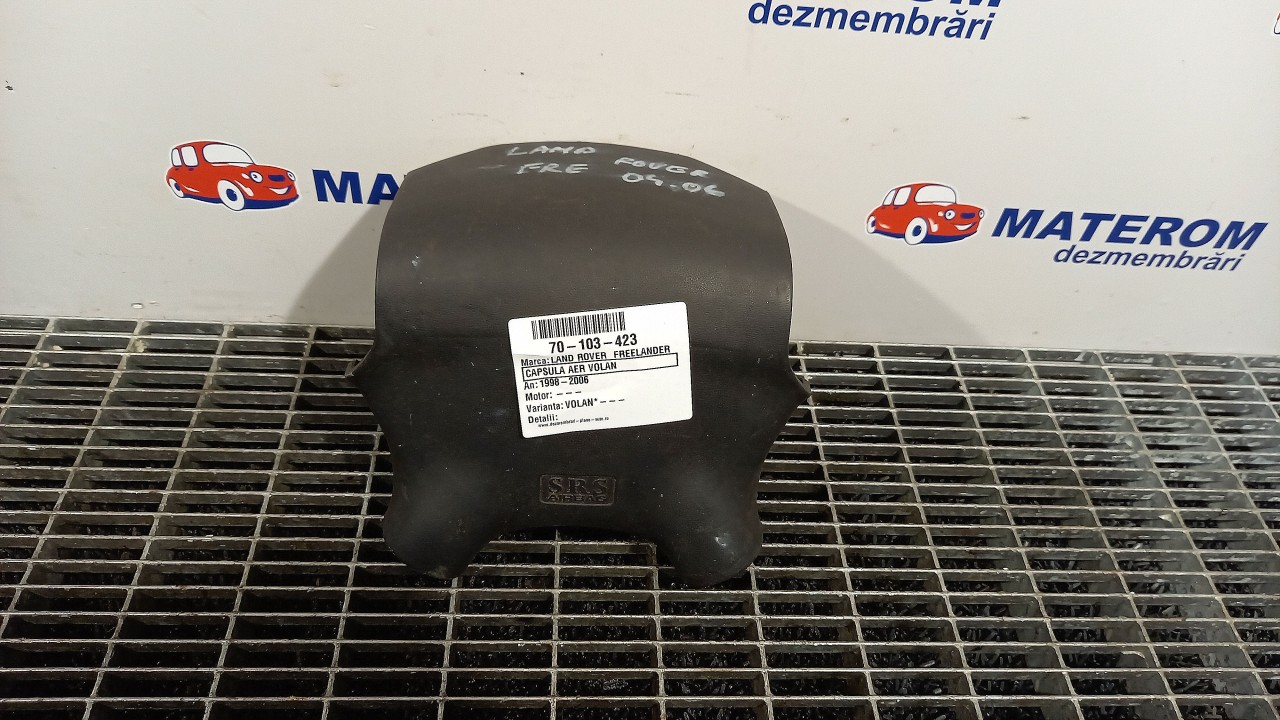 dezmembrări
MA
MATEROM
dezmembrări
LAND ROVER
FRE 04.06
70-103-423
Marca: LAND ROVER FREELANDER
CAPSULA AER VOLAN
An: 1998-2006
Motor: ---
Varianta: VOLAN* ---
Detalii:
SRS
AIRBAG